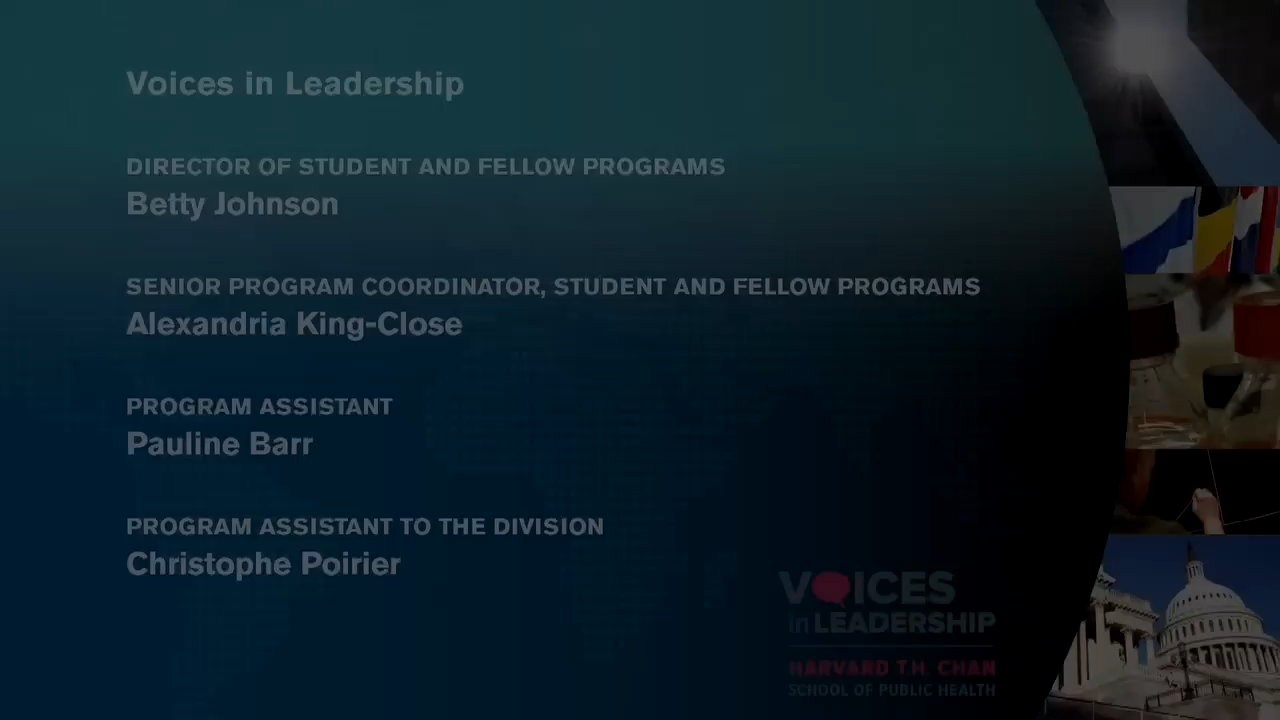 Voices in Leadership
DIRECTOR OF STUDENT AND FELLOW PROGRAMS
Betty Johnson
SENIOR PROGRAM COORDINATOR, STUDENT AND FELLOW PROGRAMS
Alexandria King-Close
PROGRAM ASSISTANT
Pauline Barr
PROGRAM ASSISTANT TO THE DIVISION
Christophe Poirier
VOICES
in LEADERSHIP
HARVARD T.H. CHAN
SCHOOL OF PUBLIC HEALTH